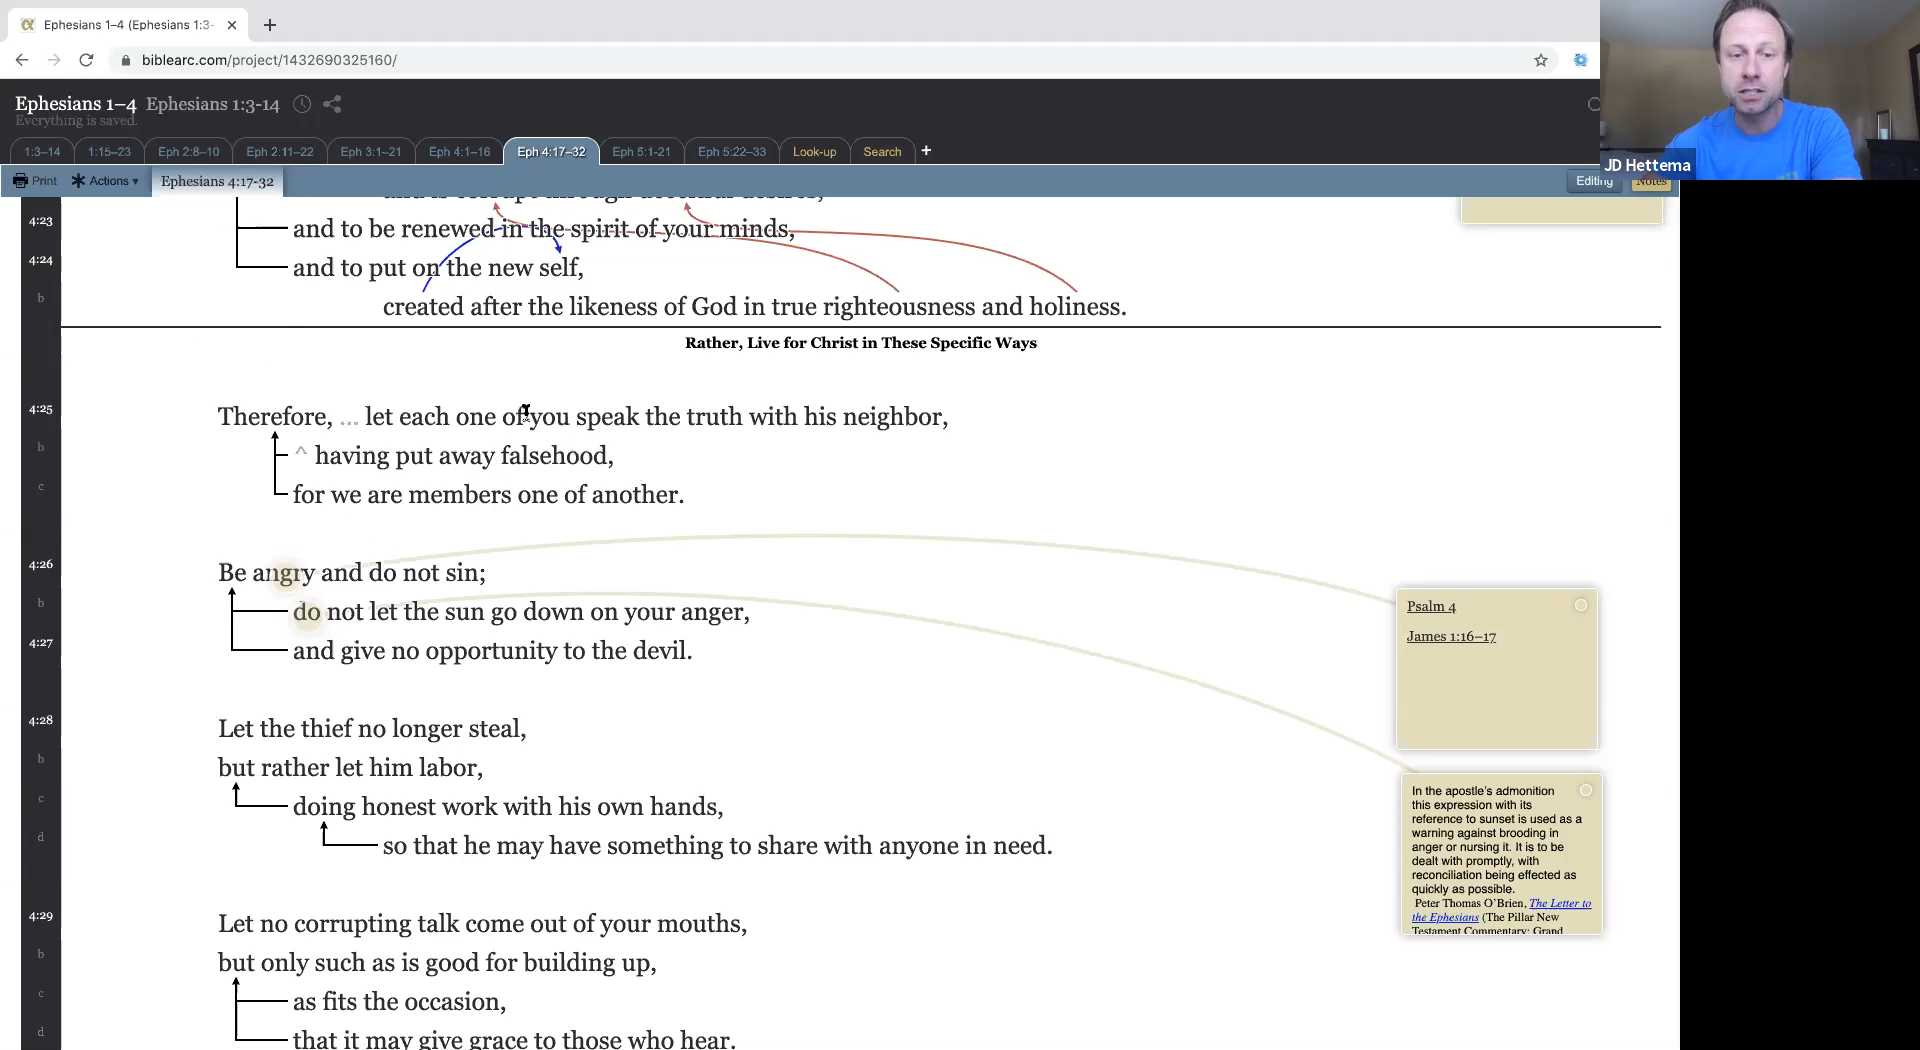 Ephesians 1–4 (Ephesians 1:3-
biblearc.com/project/1432690325160/
Ephesians 1–4 Ephesians 1:3-14
Everything is saved.
1:3–14 1:15–23 Eph 2:8–10 Eph 2:11–22 Eph 3:1–21 Eph 4:1–16 Eph 4:17–32 Eph 5:1-21 Eph 5:22–33 Look-up Search +
Print Actions Ephesians 4:17-32 Editing Notes
JD Hettema
4:23 and to be renewed in the spirit of your minds,
4:24 and to put on the new self,
b created after the likeness of God in true righteousness and holiness.
Rather, Live for Christ in These Specific Ways
4:25 Therefore, ... let each one of you speak the truth with his neighbor,
b ^ having put away falsehood,
c for we are members one of another.
4:26 Be angry and do not sin;
b do not let the sun go down on your anger,
4:27 and give no opportunity to the devil.
4:28 Let the thief no longer steal,
b but rather let him labor,
c doing honest work with his own hands,
d so that he may have something to share with anyone in need.
4:29 Let no corrupting talk come out of your mouths,
b but only such as is good for building up,
c as fits the occasion,
d that it may give grace to those who hear.
Psalm 4
James 1:16–17
In the apostle's admonition
this expression with its
reference to sunset is used as a
warning against brooding in
anger or nursing it. It is to be
dealt with promptly, with
reconciliation being effected as
quickly as possible.
Peter Thomas O'Brien, The Letter to
the Ephesians (The Pillar New
Testament Commentary; Grand